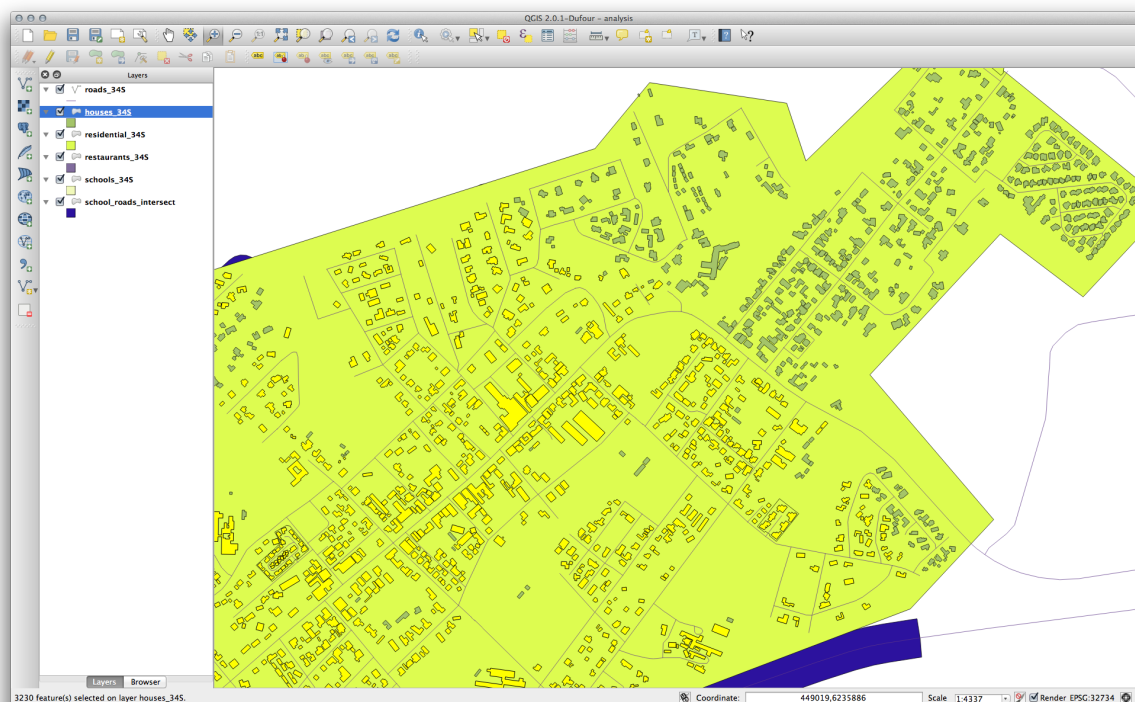 QGIS 2.0.1-Dufour - analysis
Layers
roads_34S
houses_34S
residential_34S
restaurants_34S
schools_34S
school_roads_intersect
Layers Browser
3230 feature(s) selected on layer houses_34S.
Coordinate: 449019,6235886 Scale 1:4337 Render EPSG:32734